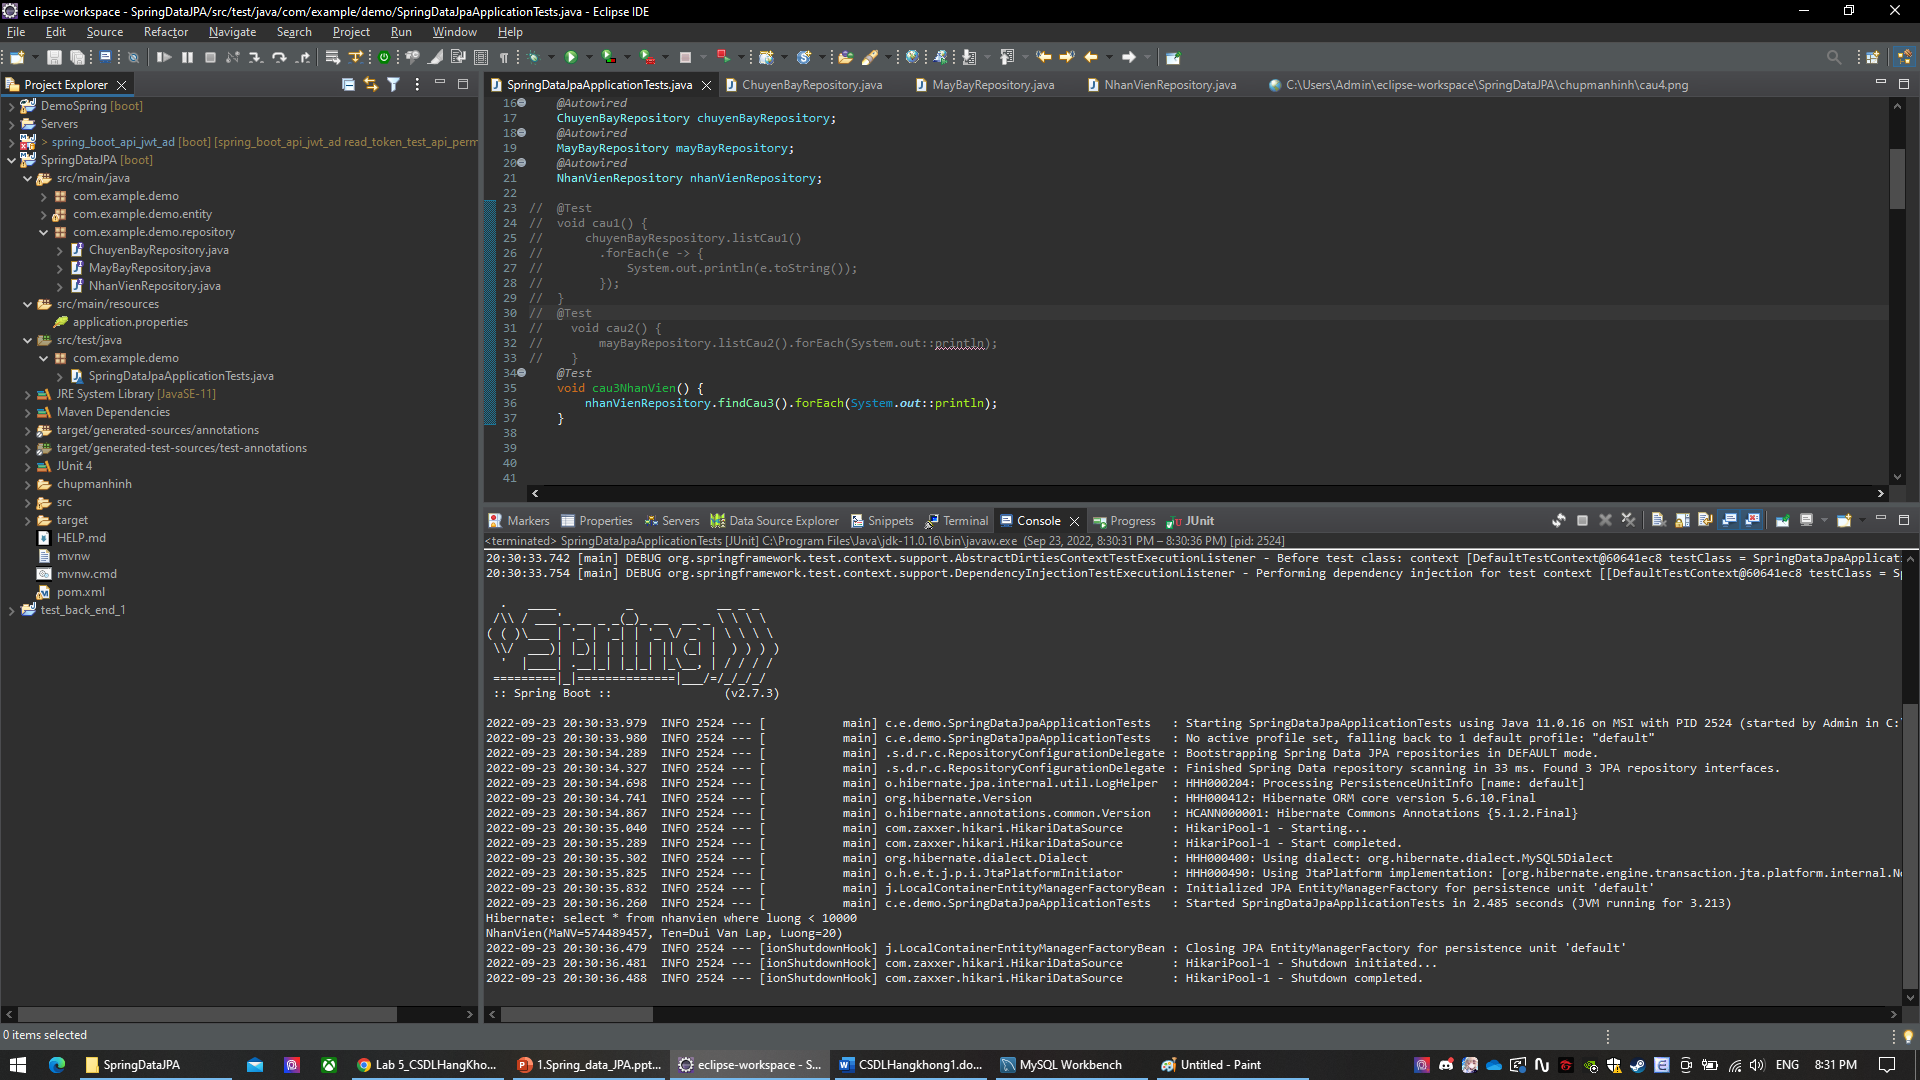 eclipse-workspace - SpringDataJPA/src/test/java/com/example/demo/SpringDataJpaApplicationTests.java - Eclipse IDE
File Edit Source Refactor Navigate Search Project Run Window Help
Project Explorer
DemoSpring [boot]
Servers
> spring_boot_api_jwt_ad [boot] [spring_boot_api_jwt_ad read_token_test_api_perm
SpringDataJPA [boot]
src/main/java
com.example.demo
com.example.demo.entity
com.example.demo.repository
ChuyenBayRepository.java
MayBayRepository.java
NhanVienRepository.java
src/main/resources
application.properties
src/test/java
com.example.demo
SpringDataJpaApplicationTests.java
JRE System Library [JavaSE-11]
Maven Dependencies
target/generated-sources/annotations
target/generated-test-sources/test-annotations
JUnit 4
chupmanhinh
src
target
HELP.md
mvnw
mvnw.cmd
pom.xml
test_back_end_1
SpringDataJpaApplicationTests.java ChuyenBayRepository.java MayBayRepository.java NhanVienRepository.java C:\Users\Admin\eclipse-workspace\SpringDataJPA\chupmanhinh\cau4.png
16 @Autowired
17 ChuyenBayRepository chuyenBayRepository;
18 @Autowired
19 MayBayRepository mayBayRepository;
20 @Autowired
21 NhanVienRepository nhanVienRepository;
22
23 // @Test
24 // void cau1() {
25 // chuyenBayRespository.listCau1()
26 // .forEach(e -> {
27 // System.out.println(e.toString());
28 // });
29 // }
30 // @Test
31 // void cau2() {
32 // mayBayRepository.listCau2().forEach(System.out::println);
33 // }
34 @Test
35 void cau3NhanVien() {
36 nhanVienRepository.findCau3().forEach(System.out::println);
37 }
38
39
40
41
Markers Properties Servers Data Source Explorer Snippets Terminal Console Progress JUnit
<terminated> SpringDataJpaApplicationTests [JUnit] C:\Program Files\Java\jdk-11.0.16\bin\javaw.exe (Sep 23, 2022, 8:30:31 PM – 8:30:36 PM) [pid: 2524]
20:30:33.742 [main] DEBUG org.springframework.test.context.support.AbstractDirtiesContextTestExecutionListener - Before test class: context [DefaultTestContext@60641ec8 testClass = SpringDataJpaApplicati
20:30:33.754 [main] DEBUG org.springframework.test.context.support.DependencyInjectionTestExecutionListener - Performing dependency injection for test context [[DefaultTestContext@60641ec8 testClass = Sp
Spring
:: Spring Boot :: (v2.7.3)
2022-09-23 20:30:33.979 INFO 2524 --- [ main] c.e.demo.SpringDataJpaApplicationTests : Starting SpringDataJpaApplicationTests using Java 11.0.16 on MSI with PID 2524 (started by Admin in C:
2022-09-23 20:30:33.980 INFO 2524 --- [ main] c.e.demo.SpringDataJpaApplicationTests : No active profile set, falling back to 1 default profile: "default"
2022-09-23 20:30:34.289 INFO 2524 --- [ main] .s.d.r.c.RepositoryConfigurationDelegate : Bootstrapping Spring Data JPA repositories in DEFAULT mode.
2022-09-23 20:30:34.327 INFO 2524 --- [ main] .s.d.r.c.RepositoryConfigurationDelegate : Finished Spring Data repository scanning in 33 ms. Found 3 JPA repository interfaces.
2022-09-23 20:30:34.698 INFO 2524 --- [ main] o.hibernate.jpa.internal.util.LogHelper : HHH000204: Processing PersistenceUnitInfo [name: default]
2022-09-23 20:30:34.741 INFO 2524 --- [ main] org.hibernate.Version : HHH000412: Hibernate ORM core version 5.6.10.Final
2022-09-23 20:30:34.867 INFO 2524 --- [ main] o.hibernate.annotations.common.Version : HCANN000001: Hibernate Commons Annotations {5.1.2.Final}
2022-09-23 20:30:35.040 INFO 2524 --- [ main] com.zaxxer.hikari.HikariDataSource : HikariPool-1 - Starting...
2022-09-23 20:30:35.289 INFO 2524 --- [ main] com.zaxxer.hikari.HikariDataSource : HikariPool-1 - Start completed.
2022-09-23 20:30:35.302 INFO 2524 --- [ main] org.hibernate.dialect.Dialect : HHH000400: Using dialect: org.hibernate.dialect.MySQL5Dialect
2022-09-23 20:30:35.825 INFO 2524 --- [ main] o.h.e.t.j.p.i.JtaPlatformInitiator : HHH000490: Using JtaPlatform implementation: [org.hibernate.engine.transaction.jta.platform.internal.No
2022-09-23 20:30:35.832 INFO 2524 --- [ main] j.LocalContainerEntityManagerFactoryBean : Initialized JPA EntityManagerFactory for persistence unit 'default'
2022-09-23 20:30:36.260 INFO 2524 --- [ main] c.e.demo.SpringDataJpaApplicationTests : Started SpringDataJpaApplicationTests in 2.485 seconds (JVM running for 3.213)
Hibernate: select * from nhanvien where luong < 10000
NhanVien(MaNV=574489457, Ten=Dui Van Lap, Luong=20)
2022-09-23 20:30:36.479 INFO 2524 --- [ionShutdownHook] j.LocalContainerEntityManagerFactoryBean : Closing JPA EntityManagerFactory for persistence unit 'default'
2022-09-23 20:30:36.481 INFO 2524 --- [ionShutdownHook] com.zaxxer.hikari.HikariDataSource : HikariPool-1 - Shutdown initiated...
2022-09-23 20:30:36.488 INFO 2524 --- [ionShutdownHook] com.zaxxer.hikari.HikariDataSource : HikariPool-1 - Shutdown completed.
0 items selected
SpringDataJPA Lab 5_CSDLHangKho... 1.Spring_data_JPA.ppt... eclipse-workspace - S... CSDLHangkhong1.do... MySQL Workbench Untitled - Paint ENG 8:31 PM